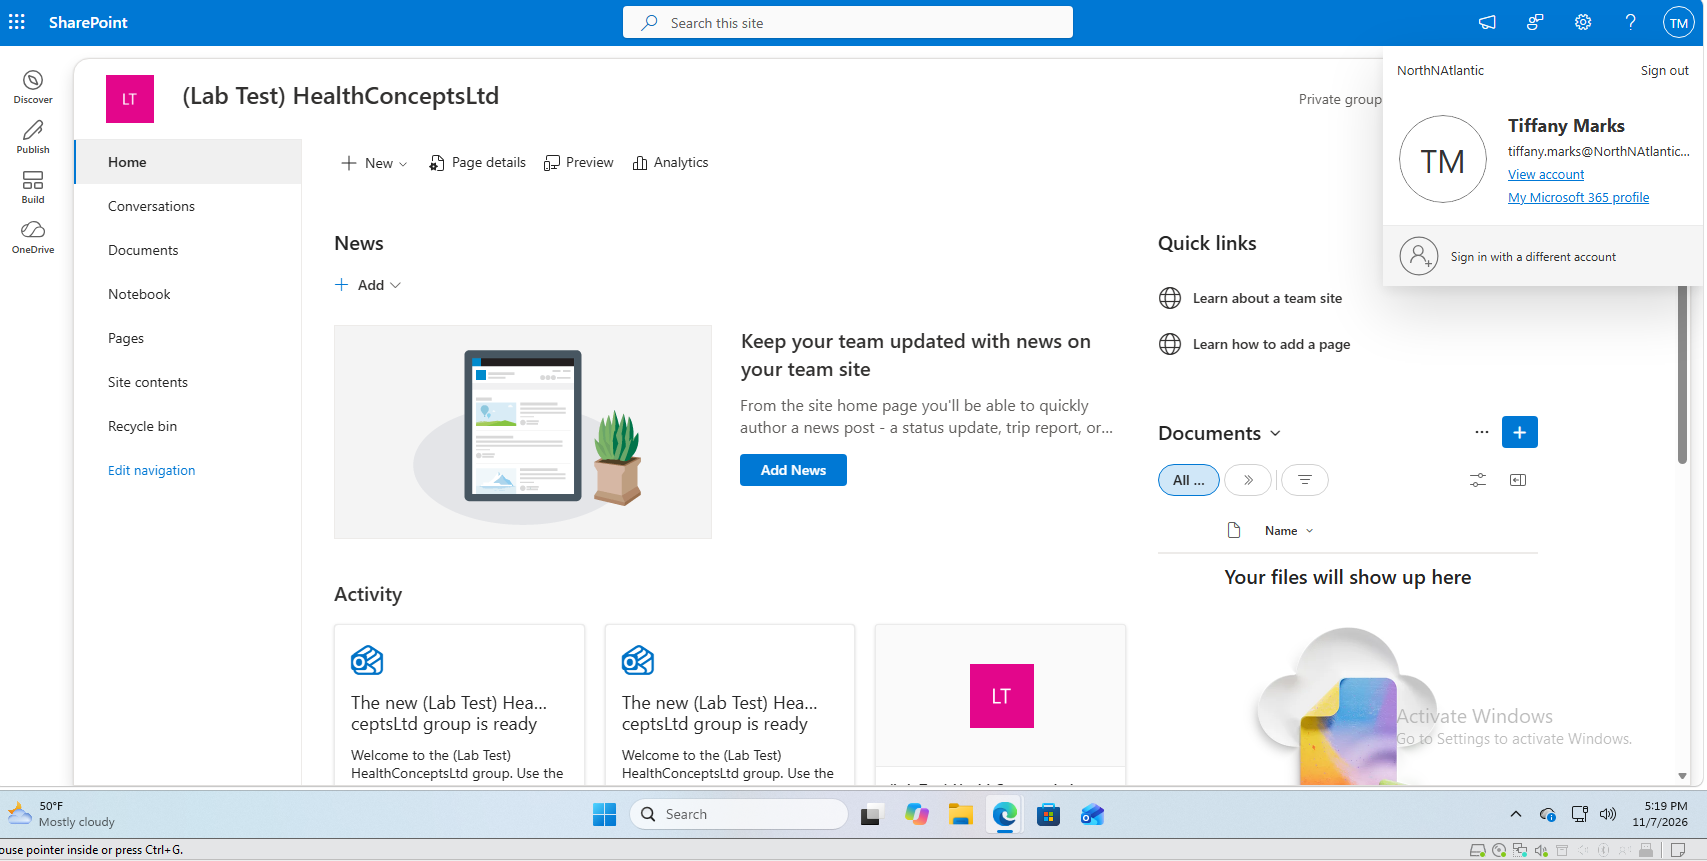 SharePoint
Search this site
TM
Discover
Publish
Build
OneDrive
LT
(Lab Test) HealthConceptsLtd
Private group
NorthNAtlantic
Sign out
TM
Tiffany Marks
tiffany.marks@NorthNAtlantic...
View account
My Microsoft 365 profile
Sign in with a different account
Home
Conversations
Documents
Notebook
Pages
Site contents
Recycle bin
Edit navigation
New
Page details
Preview
Analytics
News
Add
Keep your team updated with news on
your team site
From the site home page you'll be able to quickly
author a news post - a status update, trip report, or...
Add News
Quick links
Learn about a team site
Learn how to add a page
Documents
All ...
Name
Your files will show up here
Activity
The new (Lab Test) Hea...
ceptsLtd group is ready
Welcome to the (Lab Test)
HealthConceptsLtd group. Use the
The new (Lab Test) Hea...
ceptsLtd group is ready
Welcome to the (Lab Test)
HealthConceptsLtd group. Use the
LT
Activate Windows
Go to Settings to activate Windows.
50°F
Mostly cloudy
Search
5:19 PM
11/7/2026
ouse pointer inside or press Ctrl+G.